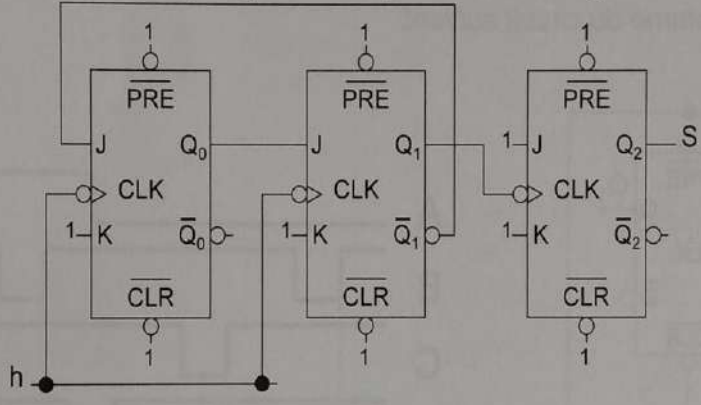 1 1 1
PRE PRE PRE
J Q₀ J Q₁ 1 J Q₂ S
CLK CLK CLK
1 K Q̅₀ 1 K Q̅₁ 1 K Q̅₂
CLR CLR CLR
1 1 1
h